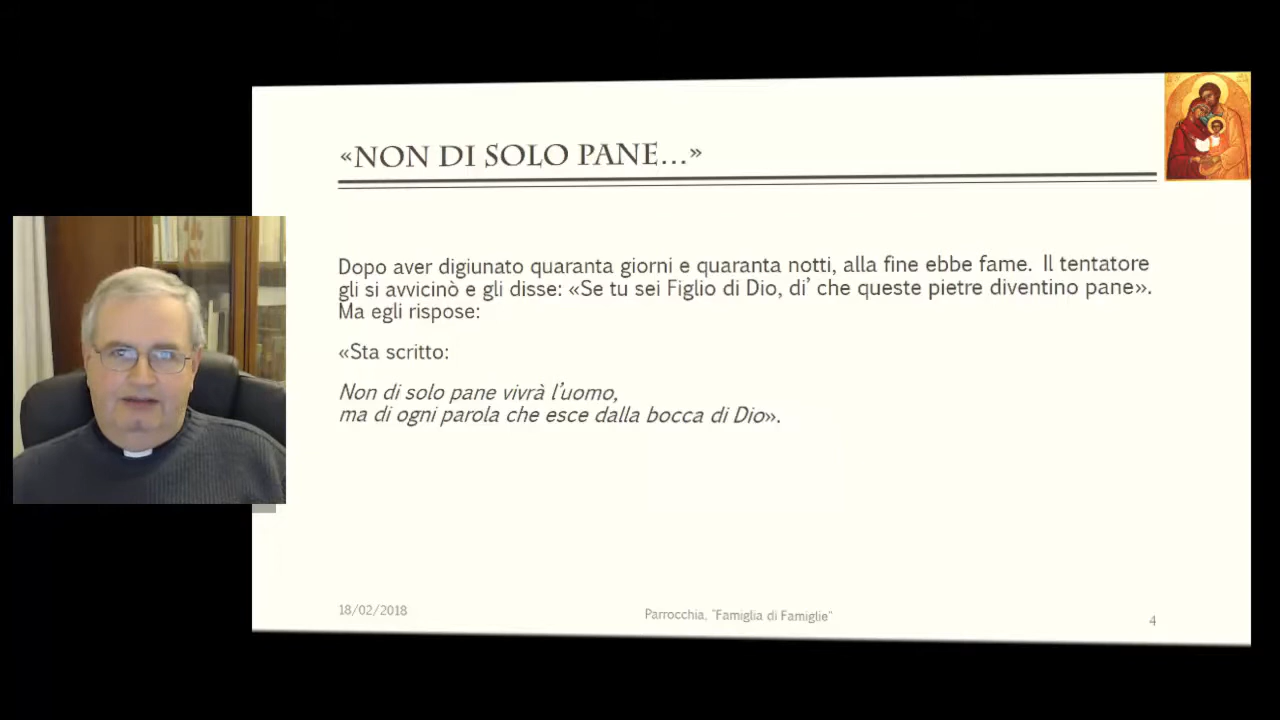 «NON DI SOLO PANE...»
Dopo aver digiunato quaranta giorni e quaranta notti, alla fine ebbe fame. Il tentatore
gli si avvicinò e gli disse: «Se tu sei Figlio di Dio, di’ che queste pietre diventino pane».
Ma egli rispose:
«Sta scritto:
Non di solo pane vivrà l’uomo,
ma di ogni parola che esce dalla bocca di Dio».
18/02/2018
Parrocchia, "Famiglia di Famiglie"
4